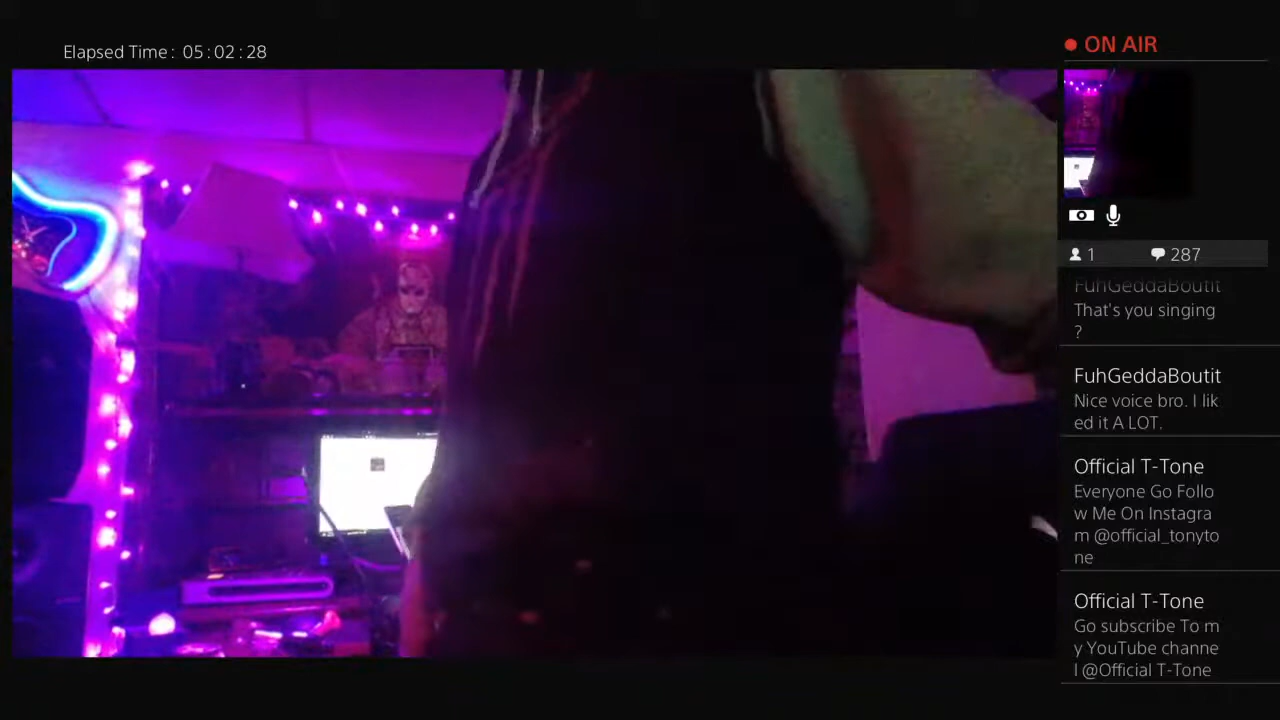 Elapsed Time: 05:02:28
ON AIR
1
287
FuhGeddaBoutit
That's you singing
?
FuhGeddaBoutit
Nice voice bro. I lik
ed it A LOT.
Official T-Tone
Everyone Go Follo
w Me On Instagra
m @official_tonyto
ne
Official T-Tone
Go subscribe To m
y YouTube channe
l @Official T-Tone